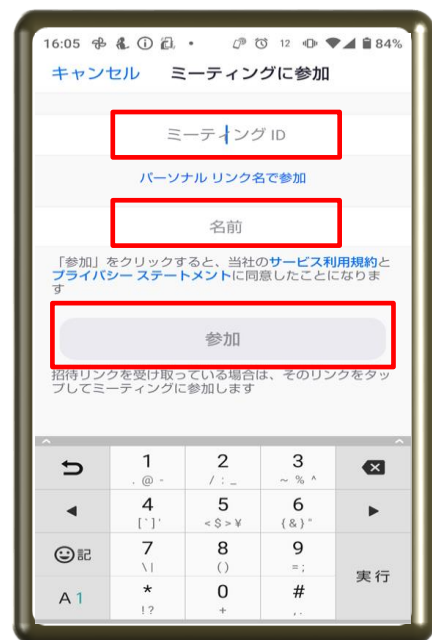 16:05 12 84%
キャンセル ミーティングに参加
ミーティング ID
パーソナル リンク名で参加
名前
「参加」をクリックすると、当社のサービス利用規約と
プライバシー ステートメントに同意したことになりま
す
参加
招待リンクを受け取っている場合は、そのリンクをタッ
プしてミーティングに参加します
1 2 3
. @ - / : _ ~ % ^
4 5 6
[ ` ] ' < $ > ¥ { & } "
記 7 8 9
\ | ( ) = ;
実行
A 1 * 0 #
! ? + , .